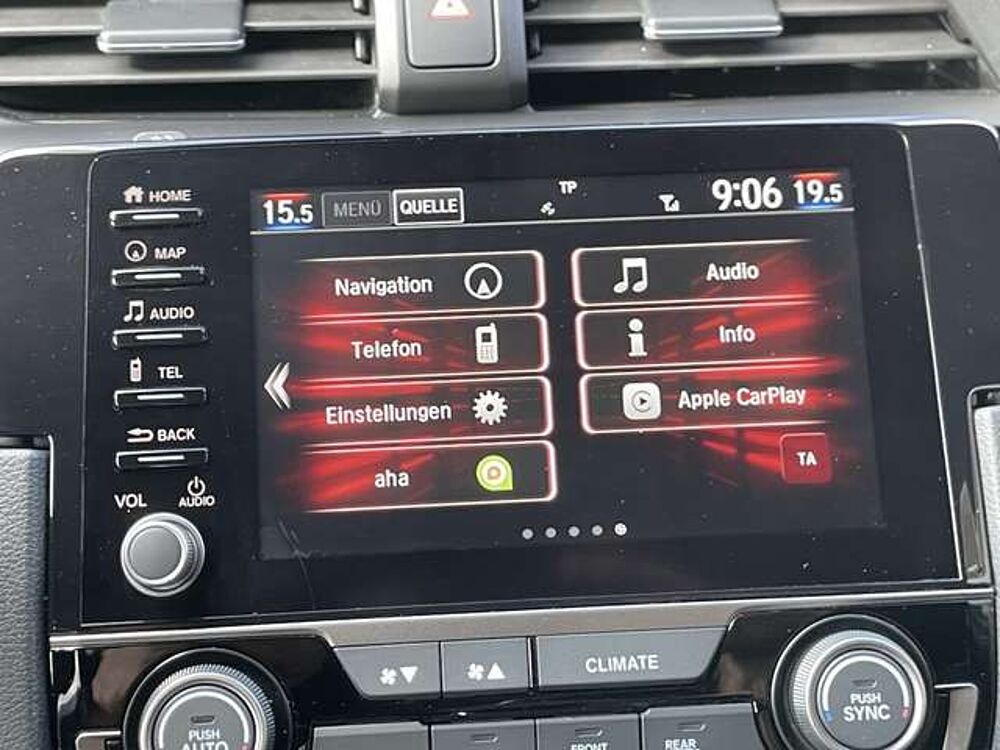 HOME
MAP
AUDIO
TEL
BACK
VOL
AUDIO
15.5 MENÜ QUELLE TP 9:06 19.5
Navigation Audio
Telefon Info
Einstellungen Apple CarPlay
aha TA
CLIMATE
PUSH
AUTO
PUSH
SYNC
FRONT REAR